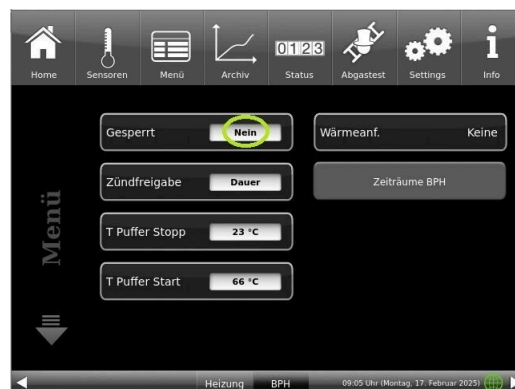 0123
Home Sensoren Menü Archiv Status Abgastest Settings Info
Gesperrt Nein Wärmeanf. Keine
Zündfreigabe Dauer Zeiträume BPH
T Puffer Stopp 23 °C
T Puffer Start 66 °C
Menü
Heizung BPH 09:05 Uhr (Montag, 17. Februar 2025)